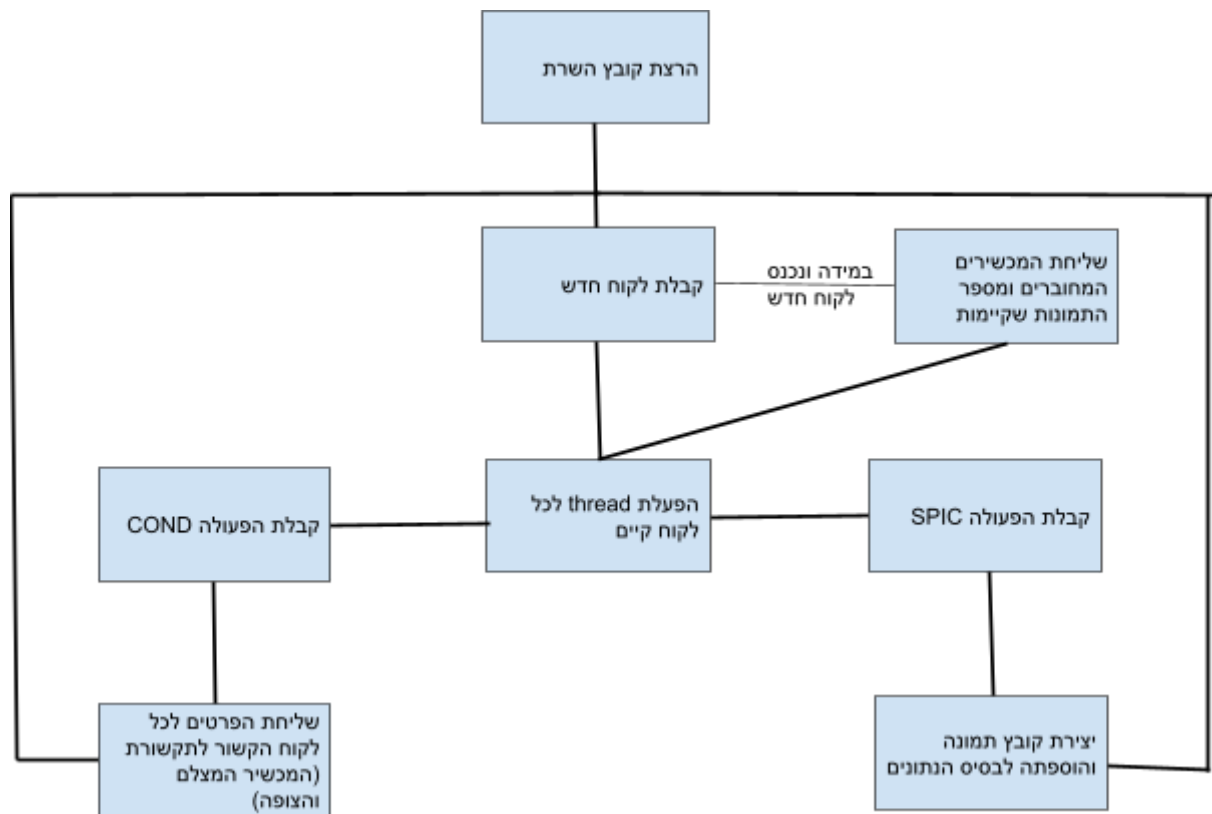 הרצת קובץ השרת
קבלת לקוח חדש
במידה ונכנס
לקוח חדש
שליחת המכשירים
המחוברים ומספר
התמונות שקיימות
הפעלת thread לכל
לקוח קיים
קבלת הפעולה SPIC
קבלת הפעולה COND
יצירת קובץ תמונה
והוספתה לבסיס הנתונים
שליחת הפרטים לכל
לקוח הקשור לתקשורת
(המכשיר המצלם
והצופה)